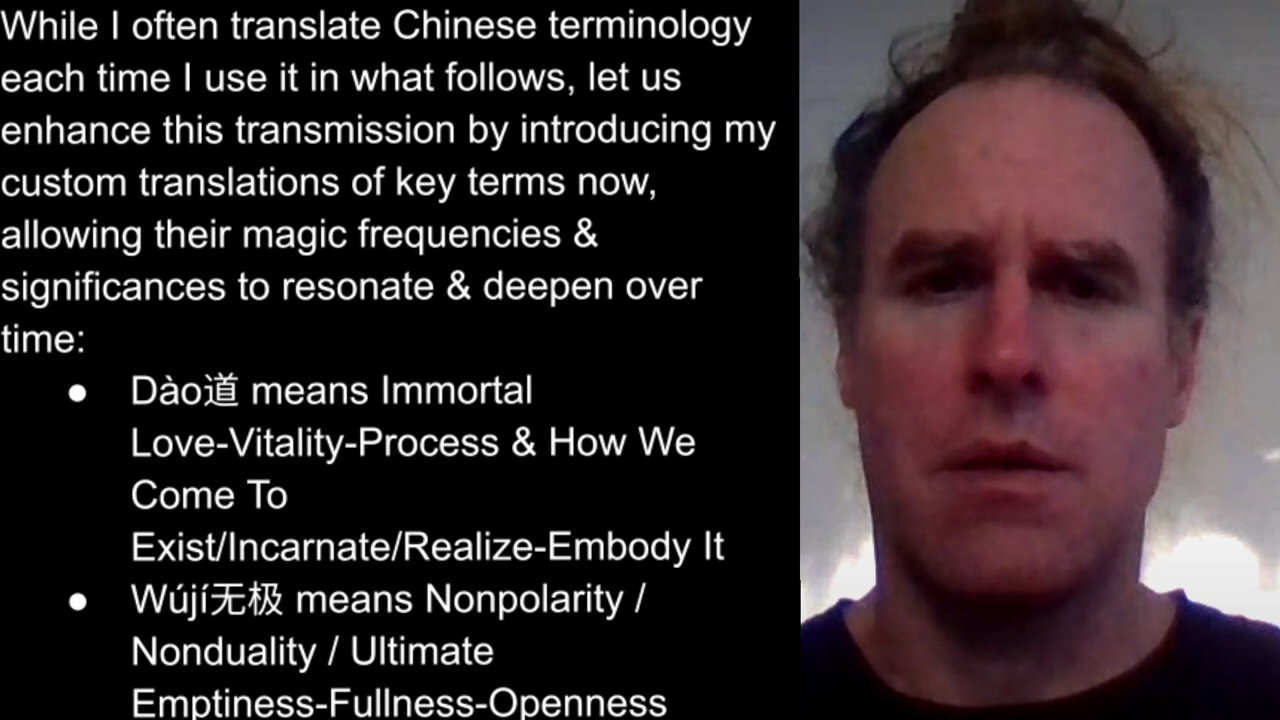 While I often translate Chinese terminology
each time I use it in what follows, let us
enhance this transmission by introducing my
custom translations of key terms now,
allowing their magic frequencies &
significances to resonate & deepen over
time:
● Dào道 means Immortal
Love-Vitality-Process & How We
Come To
Exist/Incarnate/Realize-Embody It
● Wújí无极 means Nonpolarity /
Nonduality / Ultimate
Emptiness-Fullness-Openness